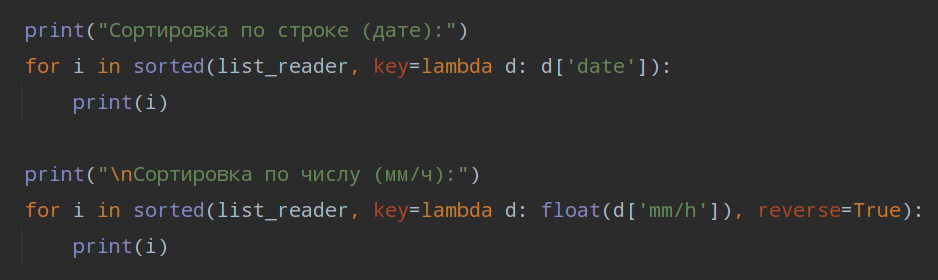 print("Сортировка по строке (дате):")
for i in sorted(list_reader, key=lambda d: d['date']):
    print(i)
print("\nСортировка по числу (мм/ч):")
for i in sorted(list_reader, key=lambda d: float(d['mm/h']), reverse=True):
    print(i)